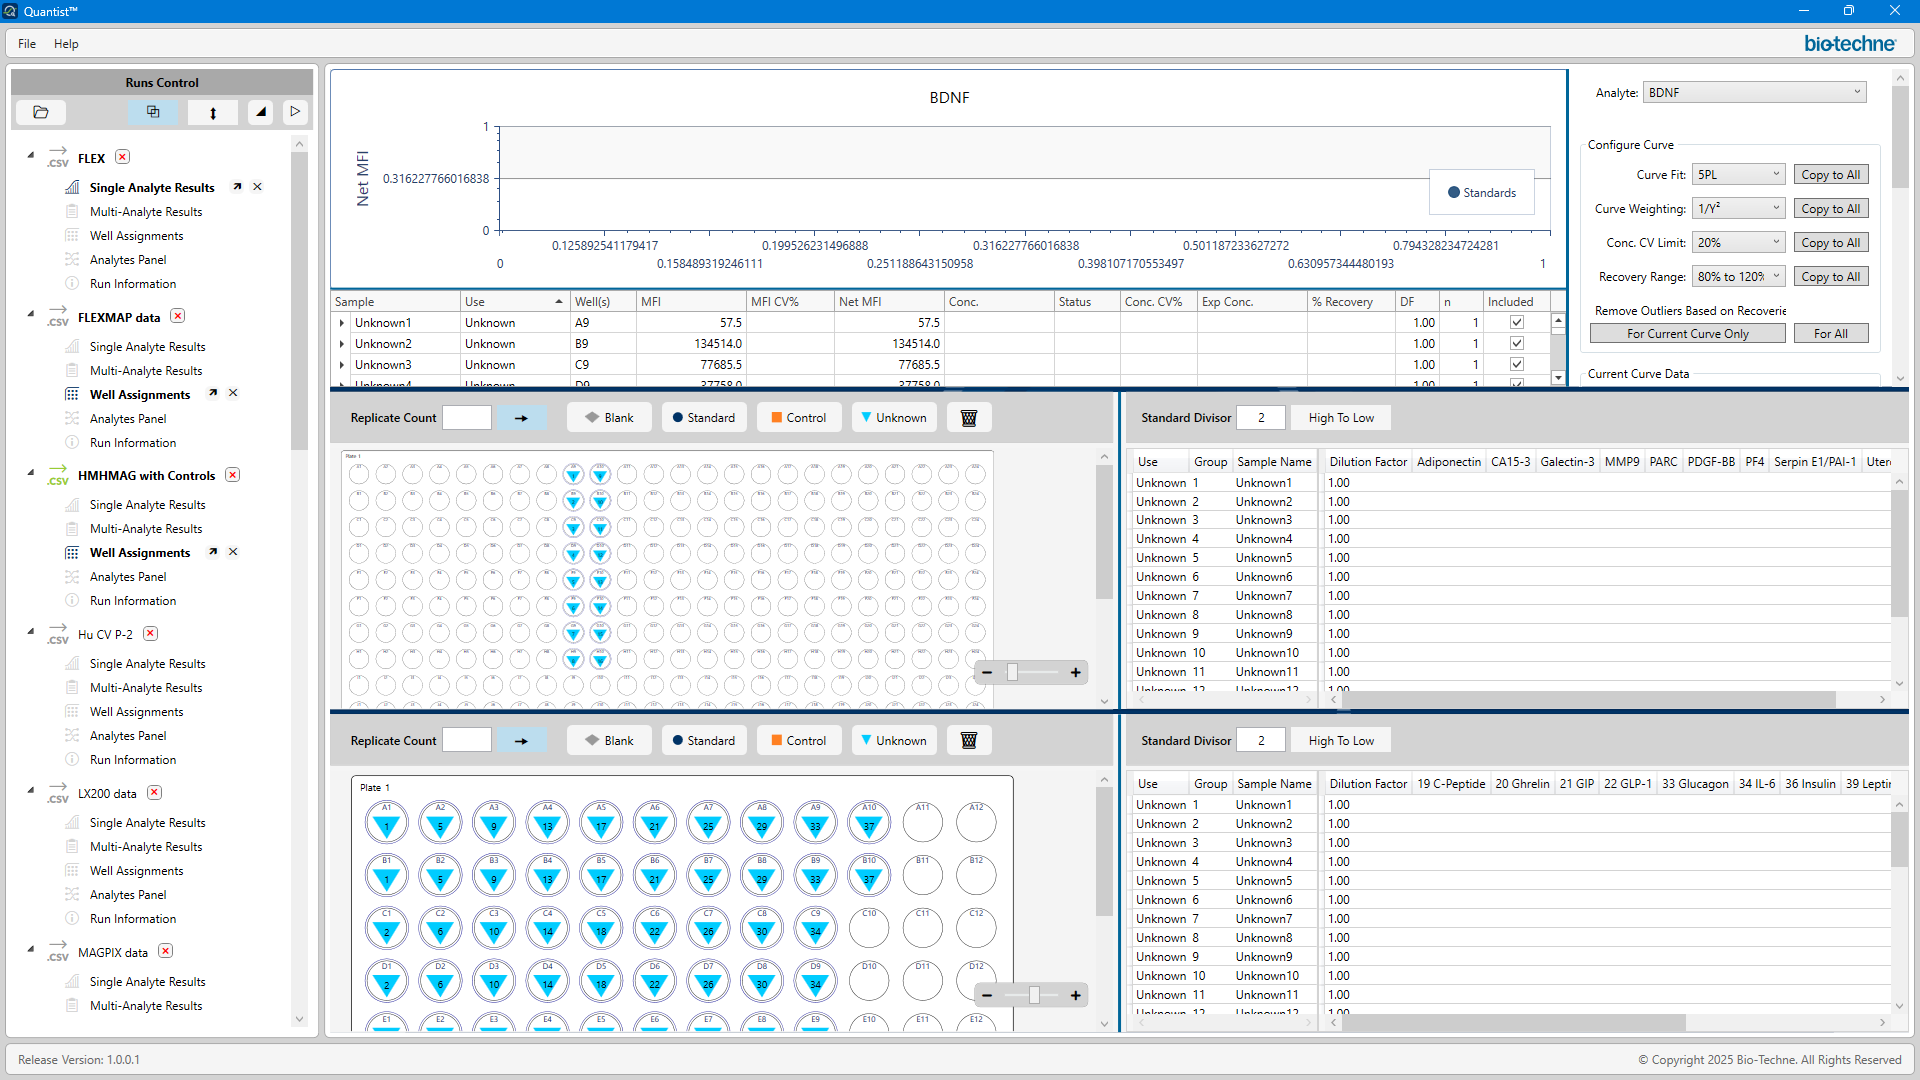 Quantist™
File Help
bio-techne
Runs Control
FLEX
Single Analyte Results
Multi-Analyte Results
Well Assignments
Analytes Panel
Run Information
FLEXMAP data
Single Analyte Results
Multi-Analyte Results
Well Assignments
Analytes Panel
Run Information
HMHMAG with Controls
Single Analyte Results
Multi-Analyte Results
Well Assignments
Analytes Panel
Run Information
Hu CV P-2
Single Analyte Results
Multi-Analyte Results
Well Assignments
Analytes Panel
Run Information
LX200 data
Single Analyte Results
Multi-Analyte Results
Well Assignments
Analytes Panel
Run Information
MAGPIX data
Single Analyte Results
Multi-Analyte Results
BDNF
Net MFI
1
0.316227766016838
0
Standards
0.125892541179417 0.199526231496888 0.316227766016838 0.501187233627272 0.794328234724281
0 0.158489319246111 0.251188643150958 0.398107170553497 0.630957344480193 1
Sample Use Well(s) MFI MFI CV% Net MFI Conc. Status Conc. CV% Exp Conc. % Recovery DF n Included
Unknown1 Unknown A9 57.5 57.5 1.00 1
Unknown2 Unknown B9 134514.0 134514.0 1.00 1
Unknown3 Unknown C9 77685.5 77685.5 1.00 1
Unknown4 Unknown D9 37758.0 37758.0 1.00 1
Analyte: BDNF
Configure Curve
Curve Fit: 5PL Copy to All
Curve Weighting: 1/Y² Copy to All
Conc. CV Limit: 20% Copy to All
Recovery Range: 80% to 120% Copy to All
Remove Outliers Based on Recoverie
For Current Curve Only For All
Current Curve Data
Replicate Count Blank Standard Control Unknown
Plate 1
Standard Divisor 2 High To Low
Use Group Sample Name Dilution Factor Adiponectin CA15-3 Galectin-3 MMP9 PARC PDGF-BB PF4 Serpin E1/PAI-1 Uter
Unknown 1 Unknown1 1.00
Unknown 2 Unknown2 1.00
Unknown 3 Unknown3 1.00
Unknown 4 Unknown4 1.00
Unknown 5 Unknown5 1.00
Unknown 6 Unknown6 1.00
Unknown 7 Unknown7 1.00
Unknown 8 Unknown8 1.00
Unknown 9 Unknown9 1.00
Unknown 10 Unknown10 1.00
Unknown 11 Unknown11 1.00
Unknown 12 Unknown12 1.00
Replicate Count Blank Standard Control Unknown
Plate 1
A1 A2 A3 A4 A5 A6 A7 A8 A9 A10 A11 A12
1 5 9 13 17 21 25 29 33 37
B1 B2 B3 B4 B5 B6 B7 B8 B9 B10 B11 B12
1 5 9 13 17 21 25 29 33 37
C1 C2 C3 C4 C5 C6 C7 C8 C9 C10 C11 C12
2 6 10 14 18 22 26 30 34
D1 D2 D3 D4 D5 D6 D7 D8 D9 D10 D11 D12
2 6 10 14 18 22 26 30 34
E1 E2 E3 E4 E5 E6 E7 E8 E9 E10 E11 E12
Standard Divisor 2 High To Low
Use Group Sample Name Dilution Factor 19 C-Peptide 20 Ghrelin 21 GIP 22 GLP-1 33 Glucagon 34 IL-6 36 Insulin 39 Leptin
Unknown 1 Unknown1 1.00
Unknown 2 Unknown2 1.00
Unknown 3 Unknown3 1.00
Unknown 4 Unknown4 1.00
Unknown 5 Unknown5 1.00
Unknown 6 Unknown6 1.00
Unknown 7 Unknown7 1.00
Unknown 8 Unknown8 1.00
Unknown 9 Unknown9 1.00
Unknown 10 Unknown10 1.00
Unknown 11 Unknown11 1.00
Unknown 12 Unknown12 1.00
Release Version: 1.0.0.1
© Copyright 2025 Bio-Techne. All Rights Reserved